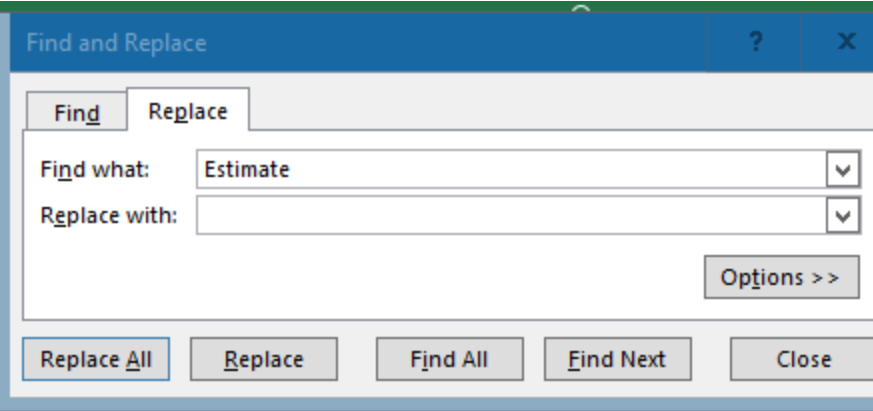 Find and Replace ? x
Find Replace
Find what: Estimate
Replace with:
Options >>
Replace All Replace Find All Find Next Close